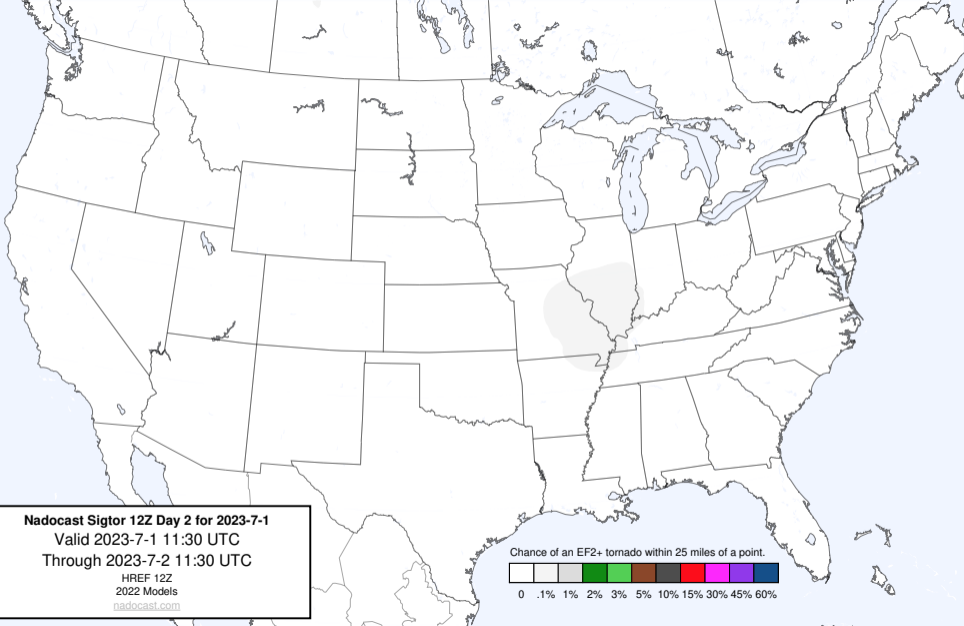 Nadocast Sigtor 12Z Day 2 for 2023-7-1
Valid 2023-7-1 11:30 UTC
Through 2023-7-2 11:30 UTC
HREF 12Z
2022 Models
nadocast.com
Chance of an EF2+ tornado within 25 miles of a point.
0 .1% 1% 2% 3% 5% 10% 15% 30% 45% 60%